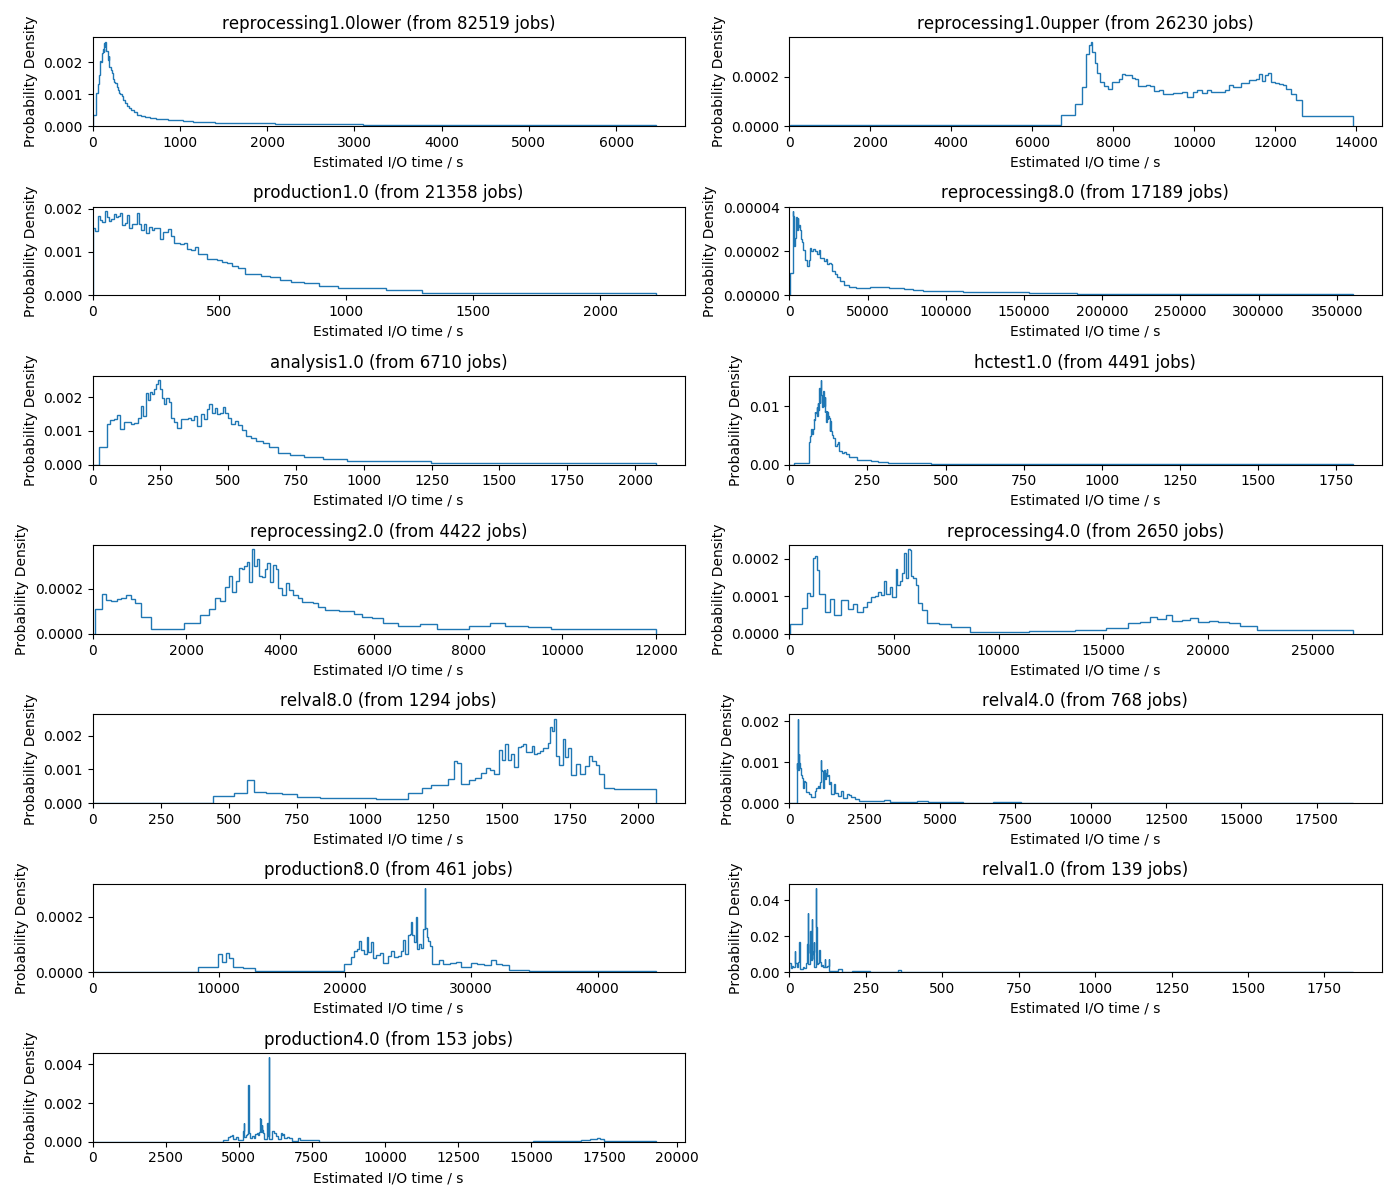 reprocessing1.0lower (from 82519 jobs)
Probability Density
0.002
0.001
0.000
0 1000 2000 3000 4000 5000 6000
Estimated I/O time / s
reprocessing1.0upper (from 26230 jobs)
Probability Density
0.0002
0.0000
0 2000 4000 6000 8000 10000 12000 14000
Estimated I/O time / s
production1.0 (from 21358 jobs)
Probability Density
0.002
0.001
0.000
0 500 1000 1500 2000
Estimated I/O time / s
reprocessing8.0 (from 17189 jobs)
Probability Density
0.00004
0.00002
0.00000
0 50000 100000 150000 200000 250000 300000 350000
Estimated I/O time / s
analysis1.0 (from 6710 jobs)
Probability Density
0.002
0.001
0.000
0 250 500 750 1000 1250 1500 1750 2000
Estimated I/O time / s
hctest1.0 (from 4491 jobs)
Probability Density
0.01
0.00
0 250 500 750 1000 1250 1500 1750
Estimated I/O time / s
reprocessing2.0 (from 4422 jobs)
Probability Density
0.0002
0.0000
0 2000 4000 6000 8000 10000 12000
Estimated I/O time / s
reprocessing4.0 (from 2650 jobs)
Probability Density
0.0002
0.0001
0.0000
0 5000 10000 15000 20000 25000
Estimated I/O time / s
relval8.0 (from 1294 jobs)
Probability Density
0.002
0.001
0.000
0 250 500 750 1000 1250 1500 1750 2000
Estimated I/O time / s
relval4.0 (from 768 jobs)
Probability Density
0.002
0.001
0.000
0 2500 5000 7500 10000 12500 15000 17500
Estimated I/O time / s
production8.0 (from 461 jobs)
Probability Density
0.0002
0.0000
0 10000 20000 30000 40000
Estimated I/O time / s
relval1.0 (from 139 jobs)
Probability Density
0.04
0.02
0.00
0 250 500 750 1000 1250 1500 1750
Estimated I/O time / s
production4.0 (from 153 jobs)
Probability Density
0.004
0.002
0.000
0 2500 5000 7500 10000 12500 15000 17500 20000
Estimated I/O time / s